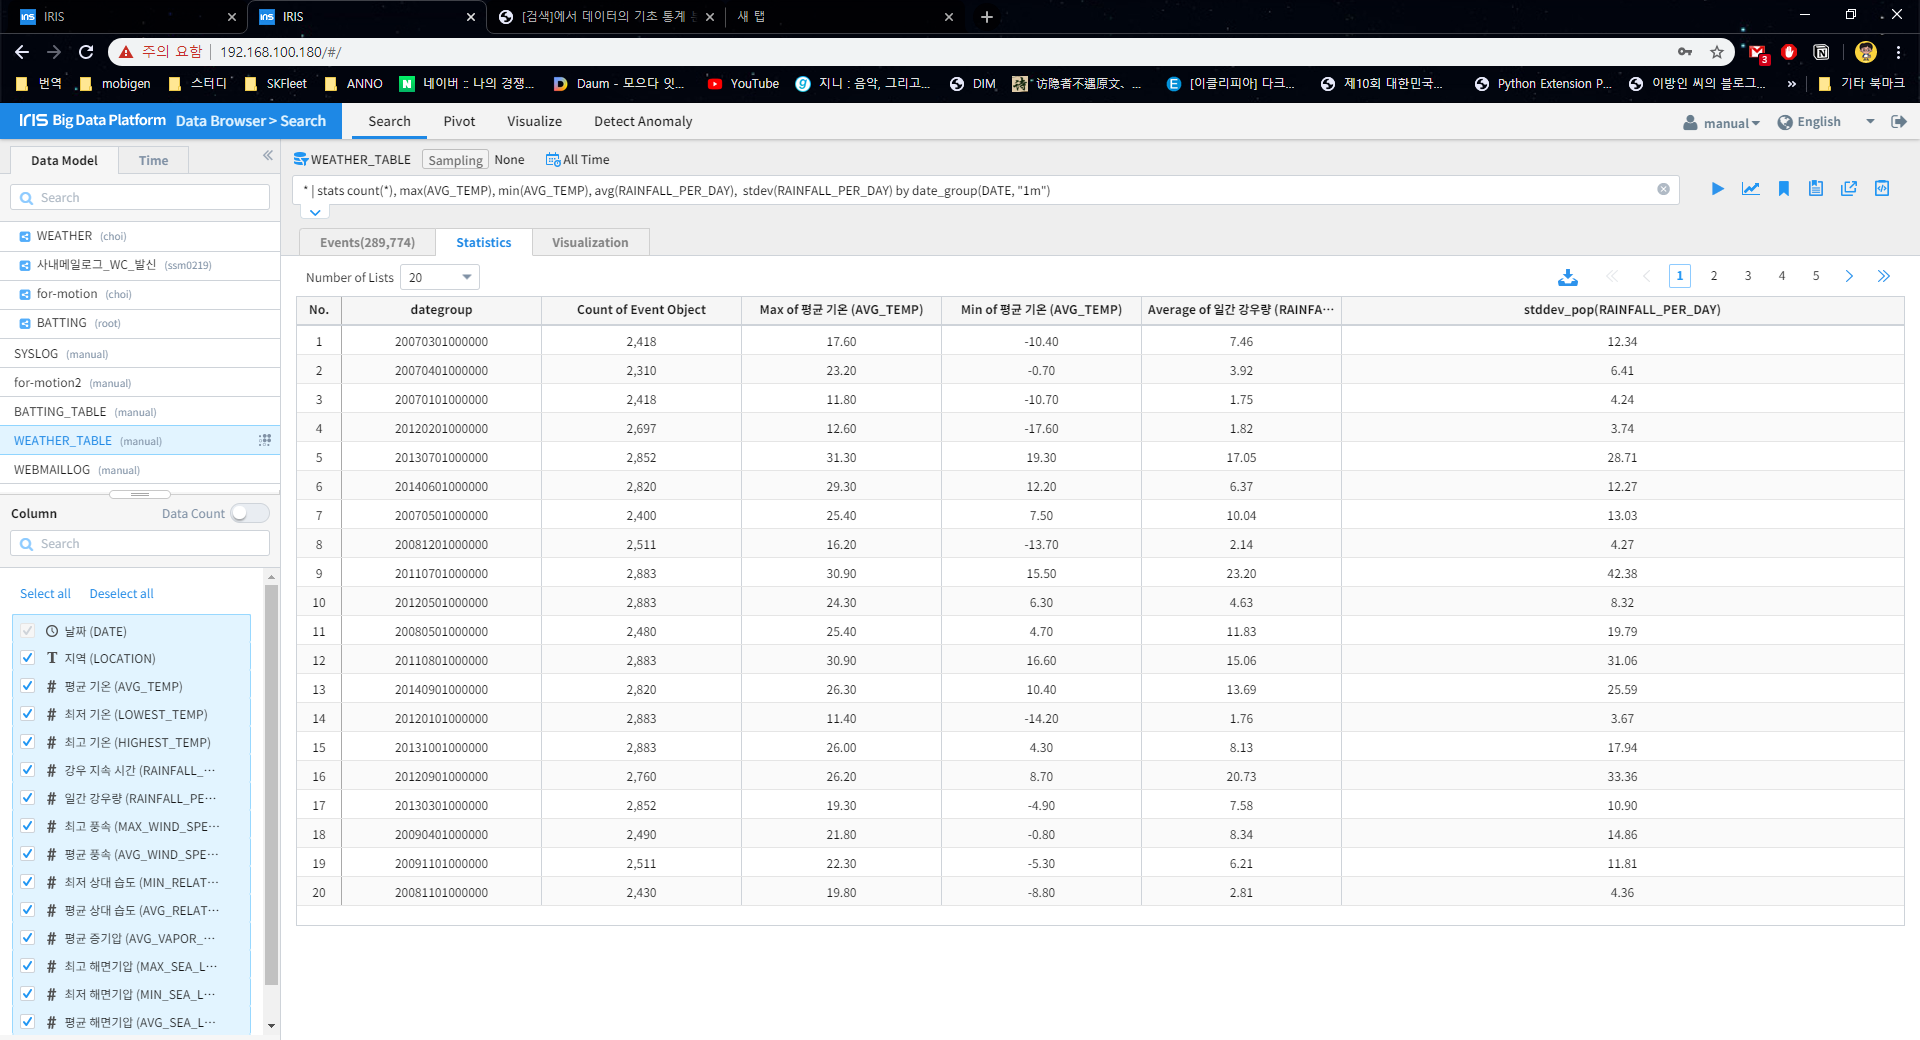 IRIS
IRIS
[검색]에서 데이터의 기초 통계
새 탭
주의 요함 192.168.100.180/#/
3
번역 mobigen 스터디 SKFleet ANNO 네이버 :: 나의 경쟁... Daum - 모으다 잇... YouTube 지니 : 음악, 그리고... DIM 访隐者不遇原文、... [이클리피아] 다크... 제10회 대한민국... Python Extension P... 이방인 씨의 블로그... » 기타 북마크
IRIS Big Data Platform Data Browser > Search
Search Pivot Visualize Detect Anomaly
manual English
Data Model Time
Search
WEATHER (choi)
사내메일로그_WC_발신 (ssm0219)
for-motion (choi)
BATTING (root)
SYSLOG (manual)
for-motion2 (manual)
BATTING_TABLE (manual)
WEATHER_TABLE (manual)
WEBMAILLOG (manual)
Column Data Count
Search
Select all Deselect all
날짜 (DATE)
T 지역 (LOCATION)
# 평균 기온 (AVG_TEMP)
# 최저 기온 (LOWEST_TEMP)
# 최고 기온 (HIGHEST_TEMP)
# 강우 지속 시간 (RAINFALL_···
# 일간 강우량 (RAINFALL_PE···
# 최고 풍속 (MAX_WIND_SPE···
# 평균 풍속 (AVG_WIND_SPE···
# 최저 상대 습도 (MIN_RELAT···
# 평균 상대 습도 (AVG_RELAT···
# 평균 증기압 (AVG_VAPOR_···
# 최고 해면기압 (MAX_SEA_L···
# 최저 해면기압 (MIN_SEA_L···
# 평균 해면기압 (AVG_SEA_L···
WEATHER_TABLE Sampling None All Time
* | stats count(*), max(AVG_TEMP), min(AVG_TEMP), avg(RAINFALL_PER_DAY), stdev(RAINFALL_PER_DAY) by date_group(DATE, "1m")
Events(289,774) Statistics Visualization
Number of Lists 20
1 2 3 4 5
No. dategroup Count of Event Object Max of 평균 기온 (AVG_TEMP) Min of 평균 기온 (AVG_TEMP) Average of 일간 강우량 (RAINFA··· stddev_pop(RAINFALL_PER_DAY)
1 20070301000000 2,418 17.60 -10.40 7.46 12.34
2 20070401000000 2,310 23.20 -0.70 3.92 6.41
3 20070101000000 2,418 11.80 -10.70 1.75 4.24
4 20120201000000 2,697 12.60 -17.60 1.82 3.74
5 20130701000000 2,852 31.30 19.30 17.05 28.71
6 20140601000000 2,820 29.30 12.20 6.37 12.27
7 20070501000000 2,400 25.40 7.50 10.04 13.03
8 20081201000000 2,511 16.20 -13.70 2.14 4.27
9 20110701000000 2,883 30.90 15.50 23.20 42.38
10 20120501000000 2,883 24.30 6.30 4.63 8.32
11 20080501000000 2,480 25.40 4.70 11.83 19.79
12 20110801000000 2,883 30.90 16.60 15.06 31.06
13 20140901000000 2,820 26.30 10.40 13.69 25.59
14 20120101000000 2,883 11.40 -14.20 1.76 3.67
15 20131001000000 2,883 26.00 4.30 8.13 17.94
16 20120901000000 2,760 26.20 8.70 20.73 33.36
17 20130301000000 2,852 19.30 -4.90 7.58 10.90
18 20090401000000 2,490 21.80 -0.80 8.34 14.86
19 20091101000000 2,511 22.30 -5.30 6.21 11.81
20 20081101000000 2,430 19.80 -8.80 2.81 4.36